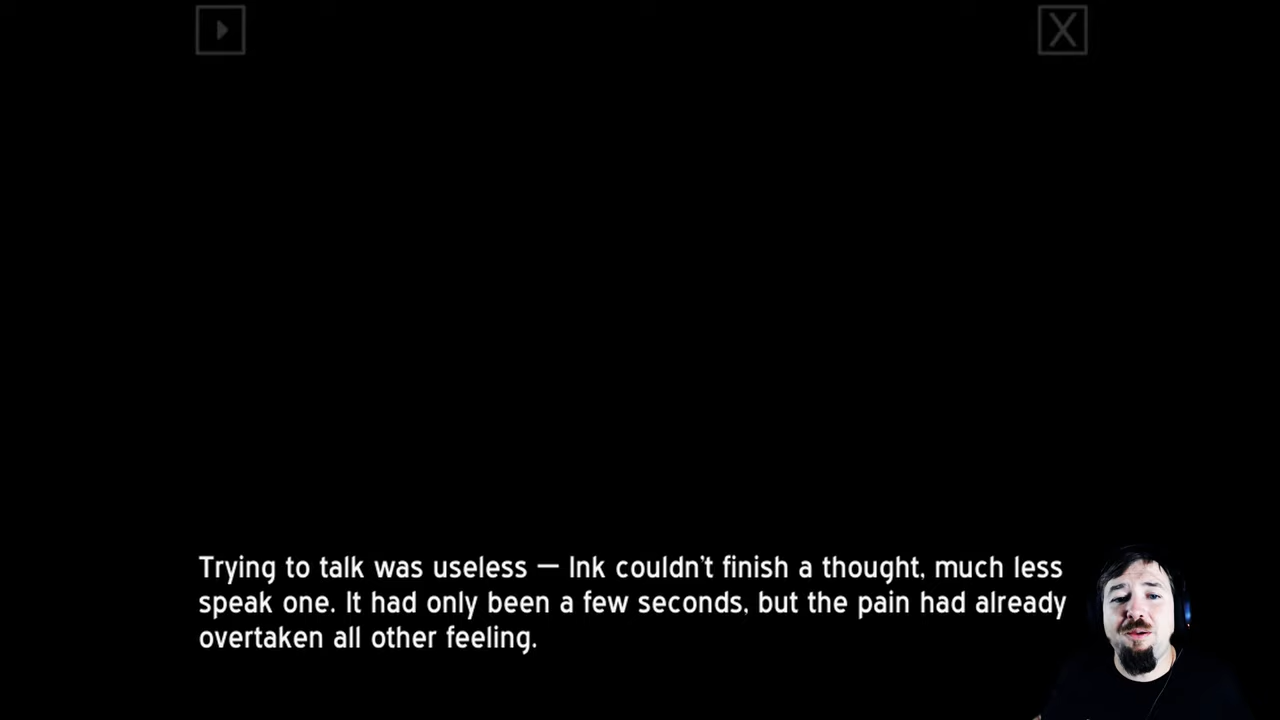 Trying to talk was useless — Ink couldn't finish a thought, much less
speak one. It had only been a few seconds, but the pain had already
overtaken all other feeling.